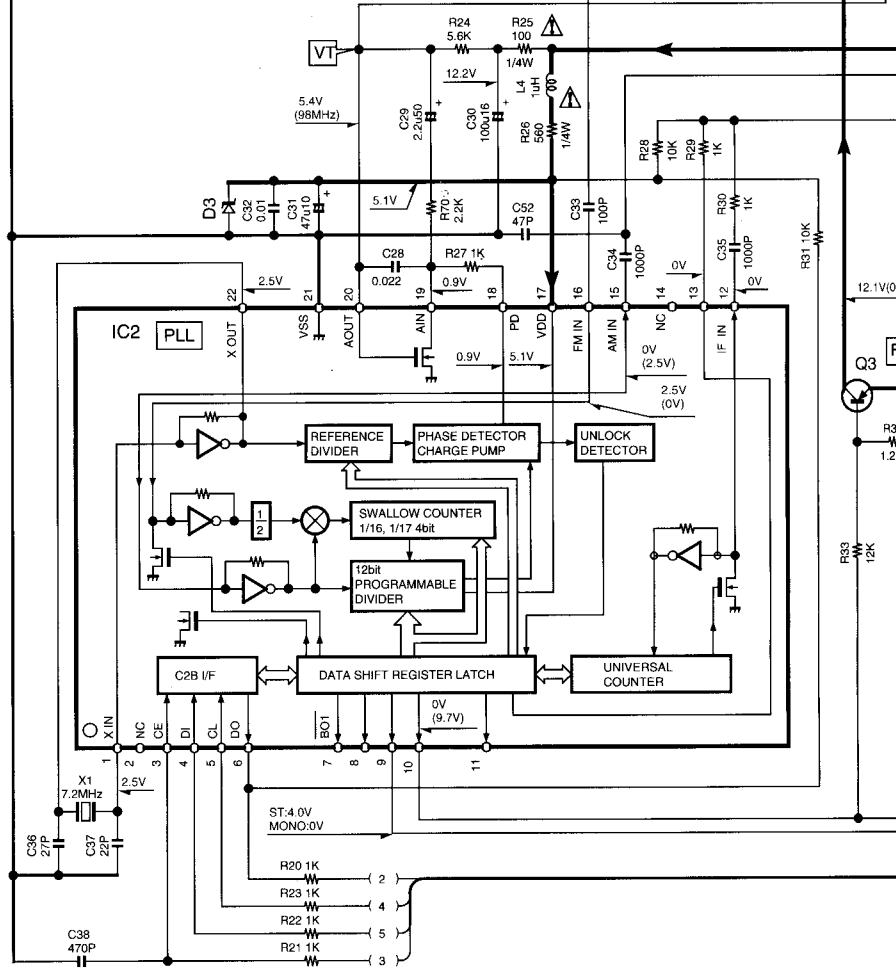 R24
5.6K
R25
100
1/4W
VT
12.2V
L4
1uH
5.4V
(98MHz)
C29
2.2u50
+
C30
100u16
+
R26
560
1/4W
R28
10K
R29
1K
D3
C32
0.01
C31
47u10
+
5.1V
R70
2.2K
C52
47P
C33
100P
R30
1K
C34
1000P
C35
1000P
R31 10K
C28
0.022
R27 1K
2.5V
0.9V
0V
0V
12.1V(0
22
21
20
19
18
17
16
15
14
13
12
IC2
PLL
X OUT
VSS
AOUT
AIN
PD
VDD
FM IN
AM IN
NC
IF IN
0.9V
5.1V
0V
(2.5V)
2.5V
(0V)
Q3
REFERENCE
DIVIDER
PHASE DETECTOR
CHARGE PUMP
UNLOCK
DETECTOR
R3
1.2
1
2
SWALLOW COUNTER
1/16, 1/17 4bit
12bit
PROGRAMMABLE
DIVIDER
R33
12K
C2B I/F
DATA SHIFT REGISTER LATCH
UNIVERSAL
COUNTER
X IN
NC
CE
DI
CL
DO
BO1
0V
(9.7V)
1
2
3
4
5
6
7
8
9
10
11
X1
7.2MHz
2.5V
C36
27P
C37
22P
ST:4.0V
MONO:0V
R20 1K
( 2 )
R23 1K
( 4 )
R22 1K
( 5 )
R21 1K
( 3 )
C38
470P